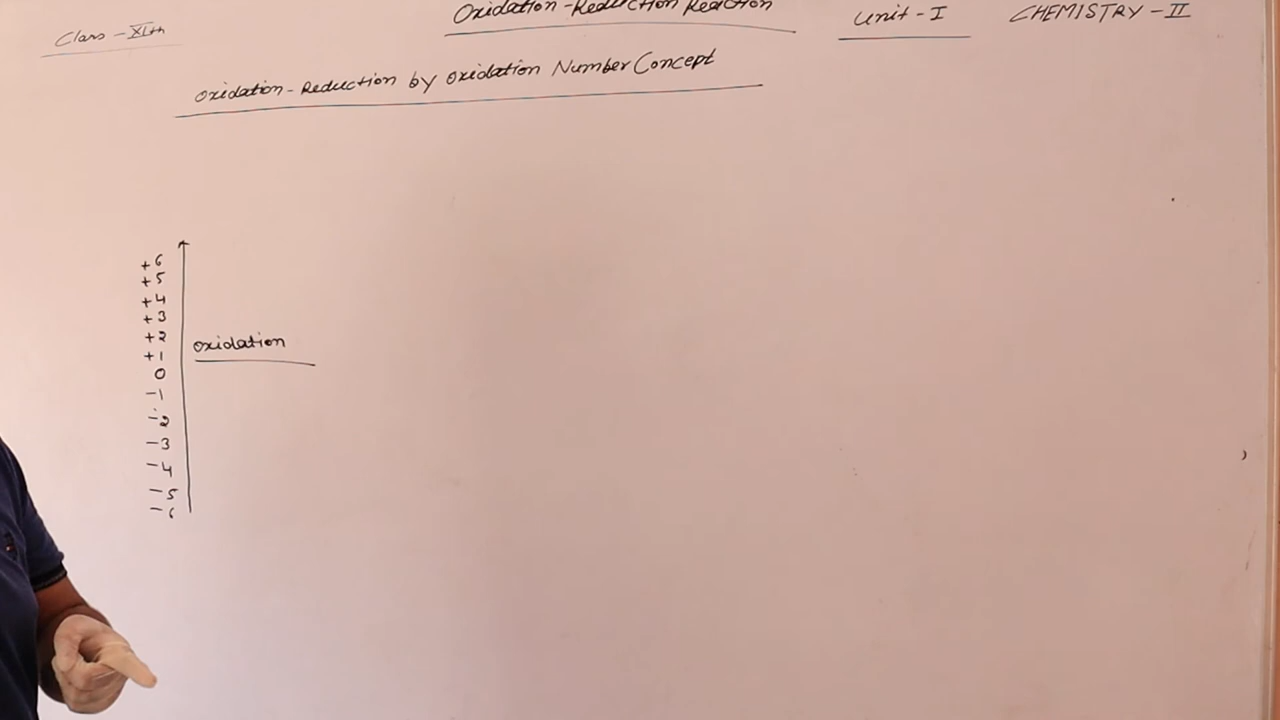 Class - XIth
Oxidation - Reduction Reaction
Unit - I
CHEMISTRY - II
Oxidation - Reduction by Oxidation Number Concept
+6
+5
+4
+3
+2
+1
0
-1
-2
-3
-4
-5
-6
Oxidation